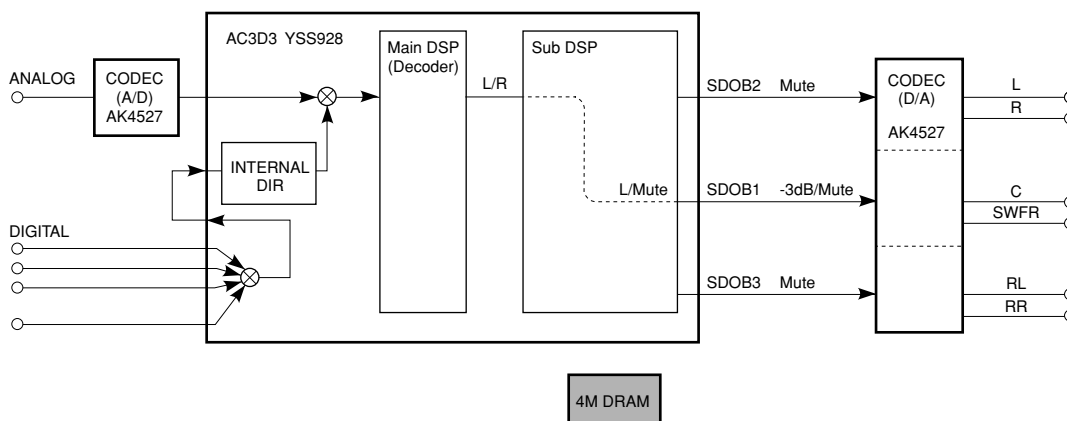 AC3D3 YSS928
ANALOG
CODEC
(A/D)
AK4527
Main DSP
(Decoder)
L/R
Sub DSP
SDOB2 Mute
CODEC
(D/A)
AK4527
L
R
INTERNAL
DIR
L/Mute
SDOB1 -3dB/Mute
C
SWFR
DIGITAL
SDOB3 Mute
RL
RR
4M DRAM